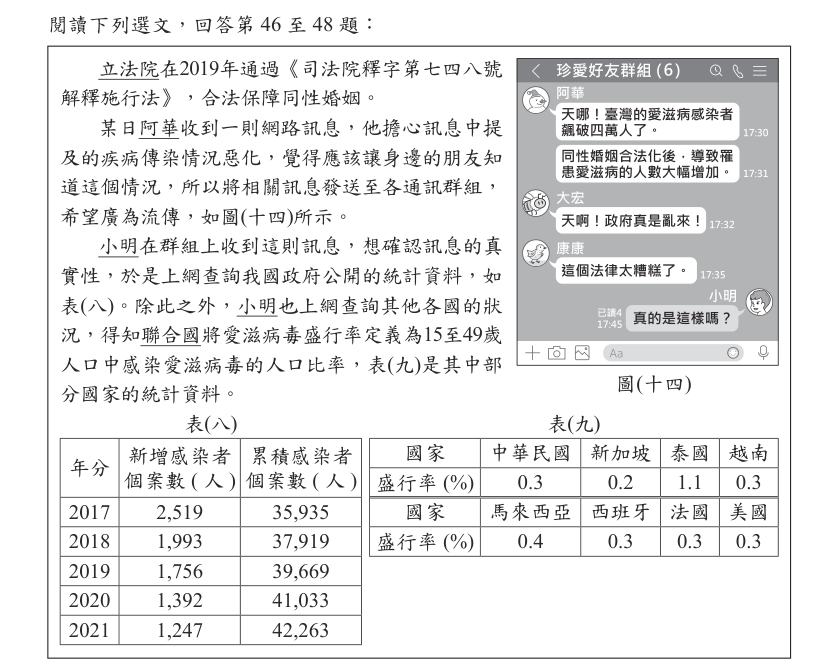 閱讀下列選文，回答第 46 至 48 題：
立法院在2019年通過《司法院釋字第七四八號
解釋施行法》，合法保障同性婚姻。
某日阿華收到一則網路訊息，他擔心訊息中提
及的疾病傳染情況惡化，覺得應該讓身邊的朋友知
道這個情況，所以將相關訊息發送至各通訊群組，
希望廣為流傳，如圖(十四)所示。
小明在群組上收到這則訊息，想確認訊息的真
實性，於是上網查詢我國政府公開的統計資料，如
表(八)。除此之外，小明也上網查詢其他各國的狀
況，得知聯合國將愛滋病毒盛行率定義為15至49歲
人口中感染愛滋病毒的人口比率，表(九)是其中部
分國家的統計資料。
珍愛好友群組 (6)
阿華
天哪！臺灣的愛滋病感染者
飆破四萬人了。
17:30
同性婚姻合法化後，導致罹
患愛滋病的人數大幅增加。
17:31
大宏
天啊！政府真是亂來！
17:32
康康
這個法律太糟糕了。
17:35
小明
已讀4
17:45
真的是這樣嗎？
Aa
圖(十四)
表(八)
年分 新增感染者個案數(人) 累積感染者個案數(人)
2017 2,519 35,935
2018 1,993 37,919
2019 1,756 39,669
2020 1,392 41,033
2021 1,247 42,263
表(九)
國家 中華民國 新加坡 泰國 越南
盛行率(%) 0.3 0.2 1.1 0.3
國家 馬來西亞 西班牙 法國 美國
盛行率(%) 0.4 0.3 0.3 0.3